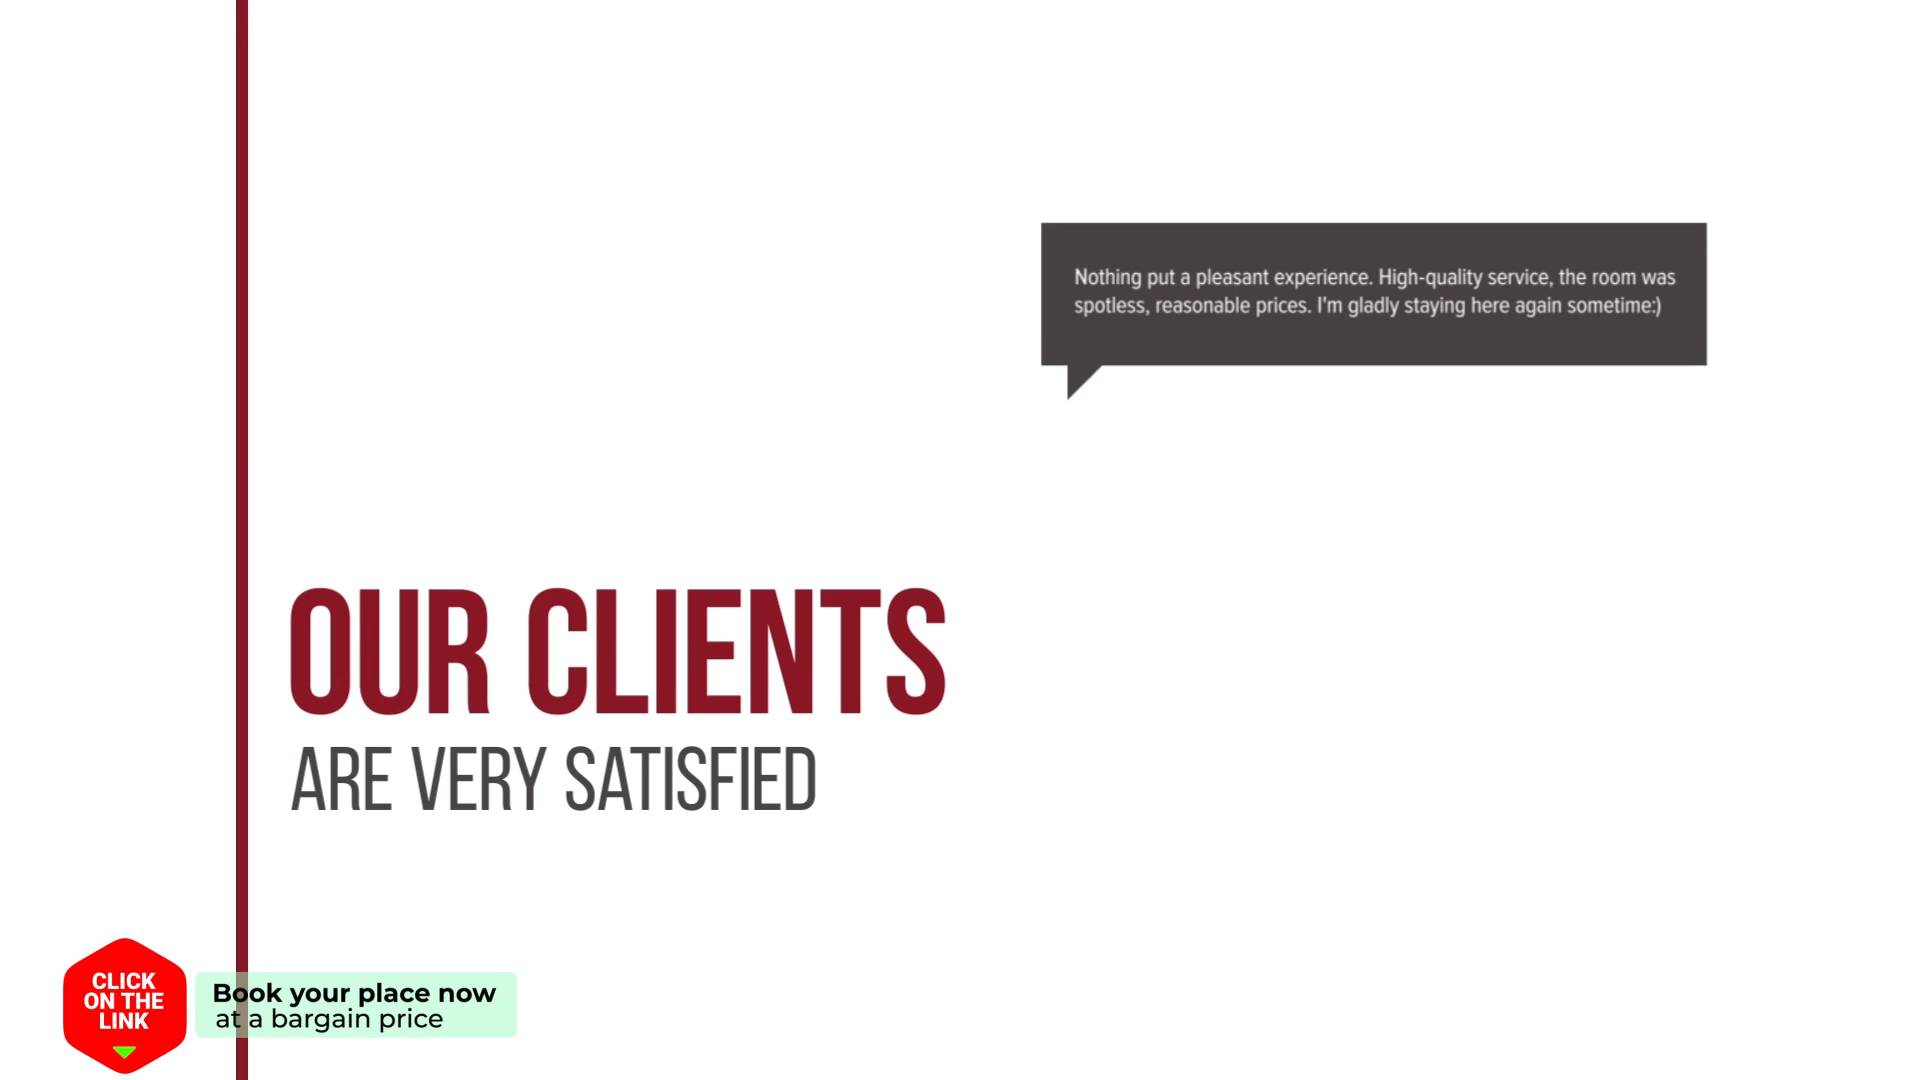 Nothing put a pleasant experience. High-quality service, the room was
spotless, reasonable prices. I'm gladly staying here again sometime:)
OUR CLIENTS
ARE VERY SATISFIED
CLICK
ON THE
LINK
Book your place now
at a bargain price